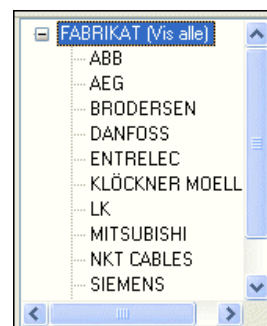 FABRIKAT (Vis alle)
ABB
AEG
BRODERSEN
DANFOSS
ENTRELEC
KLÖCKNER MOELL
LK
MITSUBISHI
NKT CABLES
SIEMENS